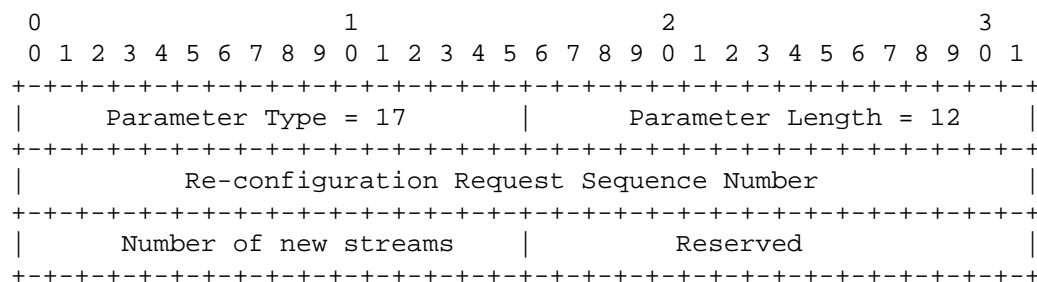 0                   1                   2                   3
 0 1 2 3 4 5 6 7 8 9 0 1 2 3 4 5 6 7 8 9 0 1 2 3 4 5 6 7 8 9 0 1
+-+-+-+-+-+-+-+-+-+-+-+-+-+-+-+-+-+-+-+-+-+-+-+-+-+-+-+-+-+-+-+-+
|     Parameter Type = 17       |      Parameter Length = 12    |
+-+-+-+-+-+-+-+-+-+-+-+-+-+-+-+-+-+-+-+-+-+-+-+-+-+-+-+-+-+-+-+-+
|          Re-configuration Request Sequence Number             |
+-+-+-+-+-+-+-+-+-+-+-+-+-+-+-+-+-+-+-+-+-+-+-+-+-+-+-+-+-+-+-+-+
|      Number of new streams    |         Reserved              |
+-+-+-+-+-+-+-+-+-+-+-+-+-+-+-+-+-+-+-+-+-+-+-+-+-+-+-+-+-+-+-+-+